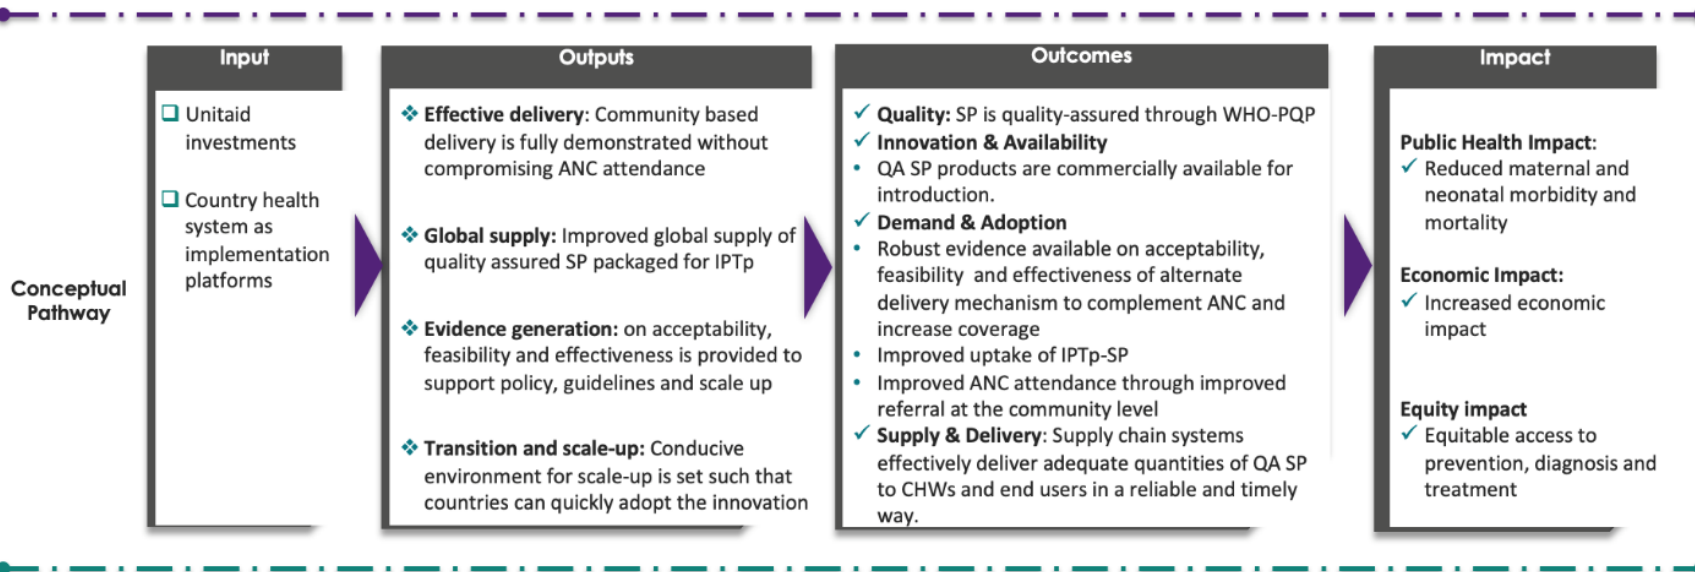 Conceptual
Pathway
Input
Unitaid
investments
Country health
system as
implementation
platforms
Outputs
Effective delivery: Community based
delivery is fully demonstrated without
compromising ANC attendance
Global supply: Improved global supply of
quality assured SP packaged for IPTp
Evidence generation: on acceptability,
feasibility and effectiveness is provided to
support policy, guidelines and scale up
Transition and scale-up: Conducive
environment for scale-up is set such that
countries can quickly adopt the innovation
Outcomes
✓ Quality: SP is quality-assured through WHO-PQP
✓ Innovation & Availability
• QA SP products are commercially available for
introduction.
✓ Demand & Adoption
• Robust evidence available on acceptability,
feasibility and effectiveness of alternate
delivery mechanism to complement ANC and
increase coverage
• Improved uptake of IPTp-SP
• Improved ANC attendance through improved
referral at the community level
✓ Supply & Delivery: Supply chain systems
effectively deliver adequate quantities of QA SP
to CHWs and end users in a reliable and timely
way.
Impact
Public Health Impact:
✓ Reduced maternal and
neonatal morbidity and
mortality
Economic Impact:
✓ Increased economic
impact
Equity impact
✓ Equitable access to
prevention, diagnosis and
treatment